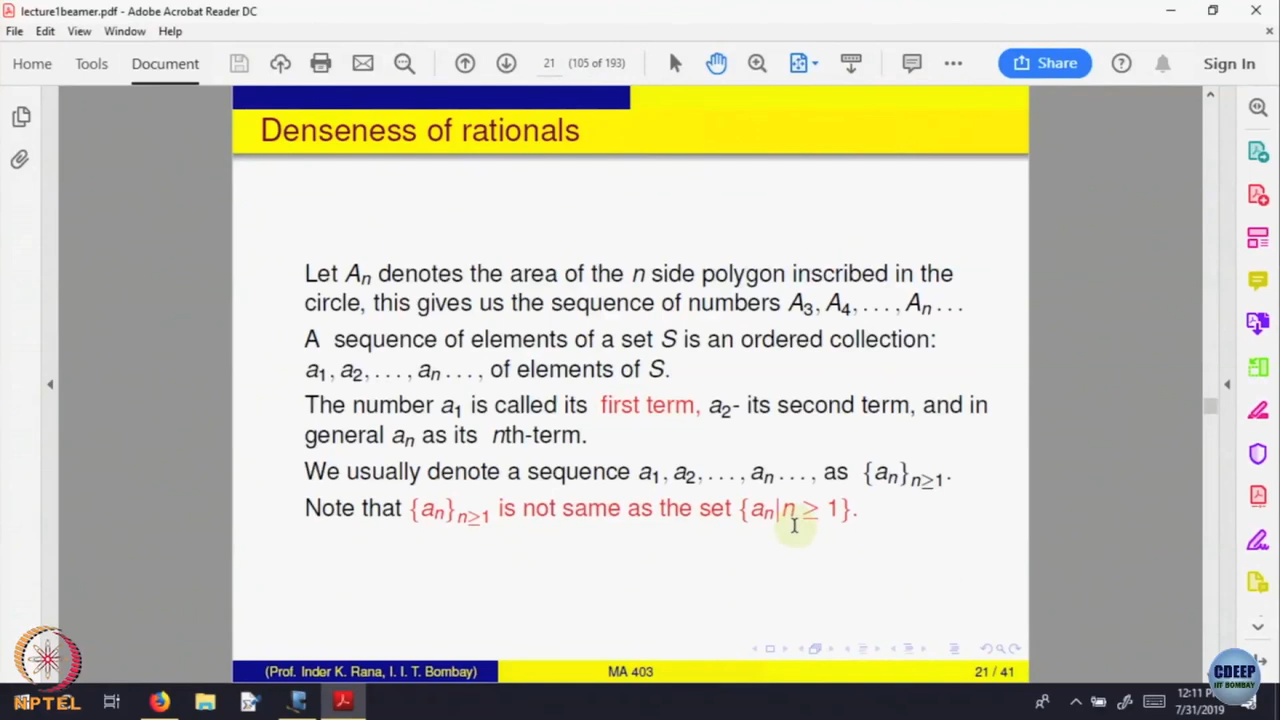 lecture1beamer.pdf - Adobe Acrobat Reader DC
File Edit View Window Help
Home Tools Document 21 (105 of 193) Share Sign In
Denseness of rationals
Let Aₙ denotes the area of the n side polygon inscribed in the
circle, this gives us the sequence of numbers A₃, A₄, . . . , Aₙ . . .
A sequence of elements of a set S is an ordered collection:
a₁, a₂, . . . , aₙ . . . , of elements of S.
The number a₁ is called its first term, a₂- its second term, and in
general aₙ as its nth-term.
We usually denote a sequence a₁, a₂, . . . , aₙ . . . , as {aₙ}ₙ≥₁.
Note that {aₙ}ₙ≥₁ is not same as the set {aₙ|n ≥ 1}.
(Prof. Inder K. Rana, I. I. T. Bombay) MA 403 21 / 41
NPTEL
CDEEP
IIT BOMBAY
12:11
7/31/2019